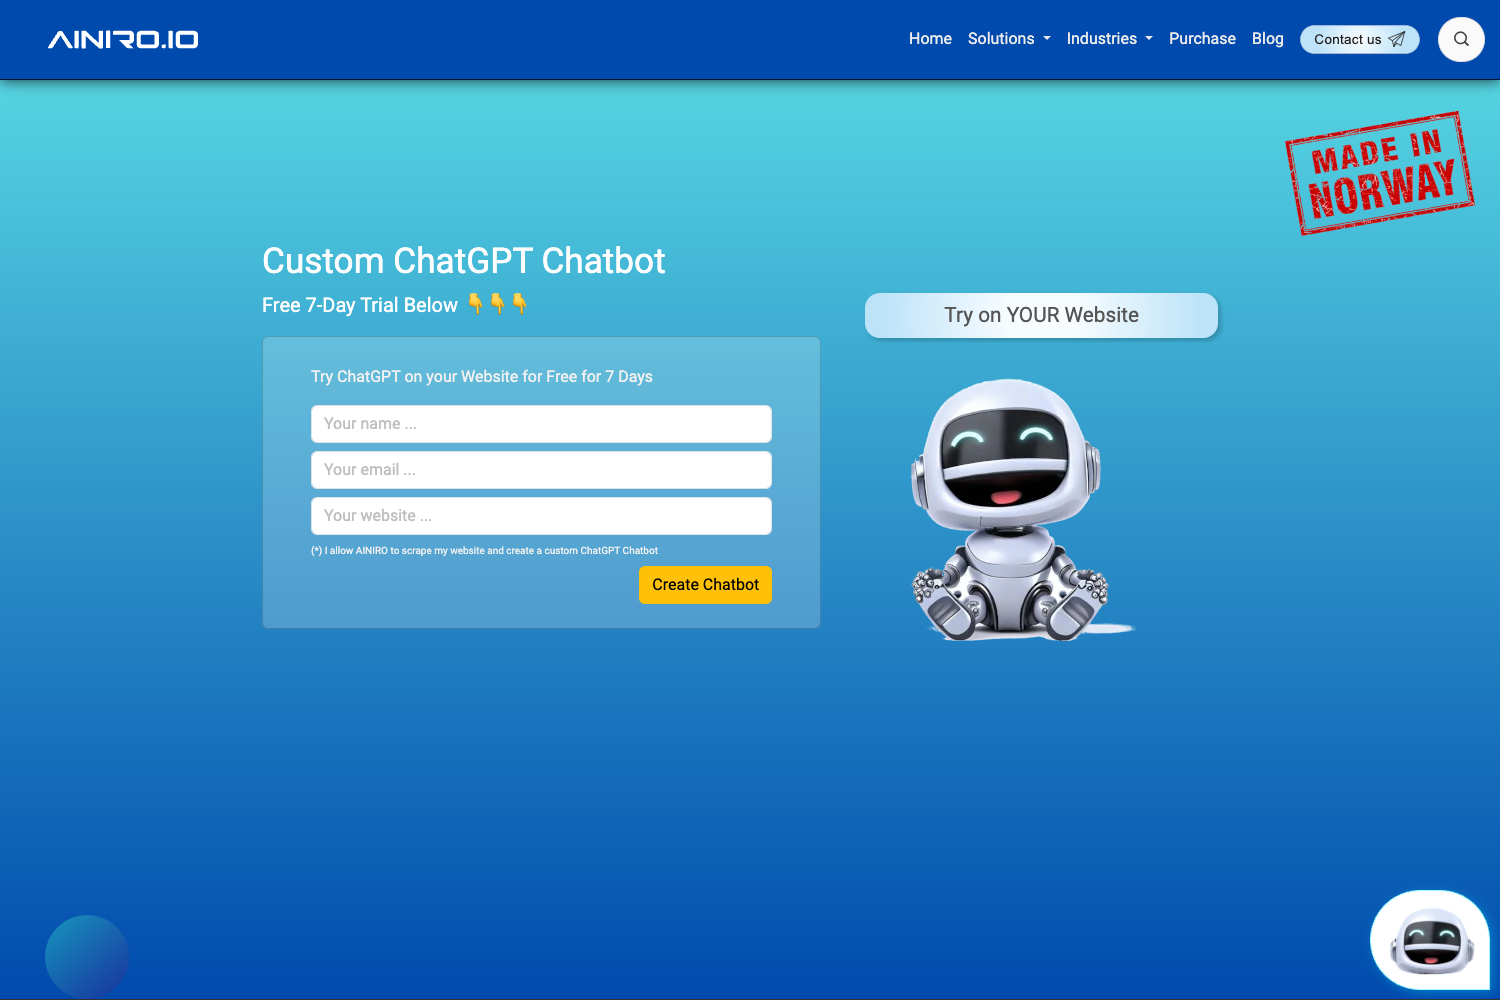 AINIRO.IO
Home
Solutions
Industries
Purchase
Blog
Contact us
MADE IN
NORWAY
Custom ChatGPT Chatbot
Free 7-Day Trial Below 👇👇👇
Try on YOUR Website
Try ChatGPT on your Website for Free for 7 Days
Your name ...
Your email ...
Your website ...
(*) I allow AINIRO to scrape my website and create a custom ChatGPT Chatbot
Create Chatbot